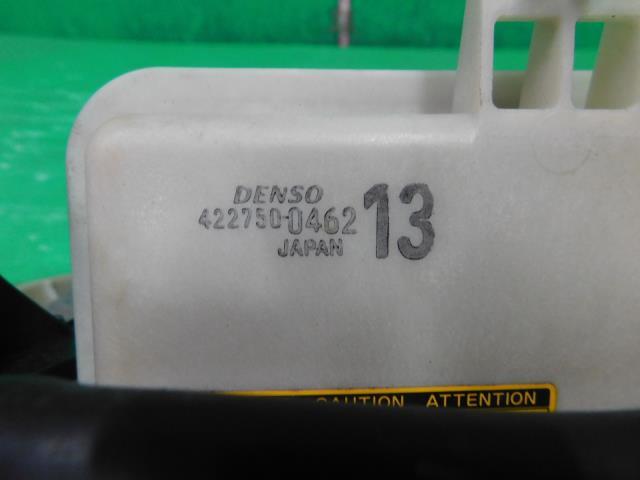 DENSO
422750-0462 13
JAPAN
CAUTION ATTENTION